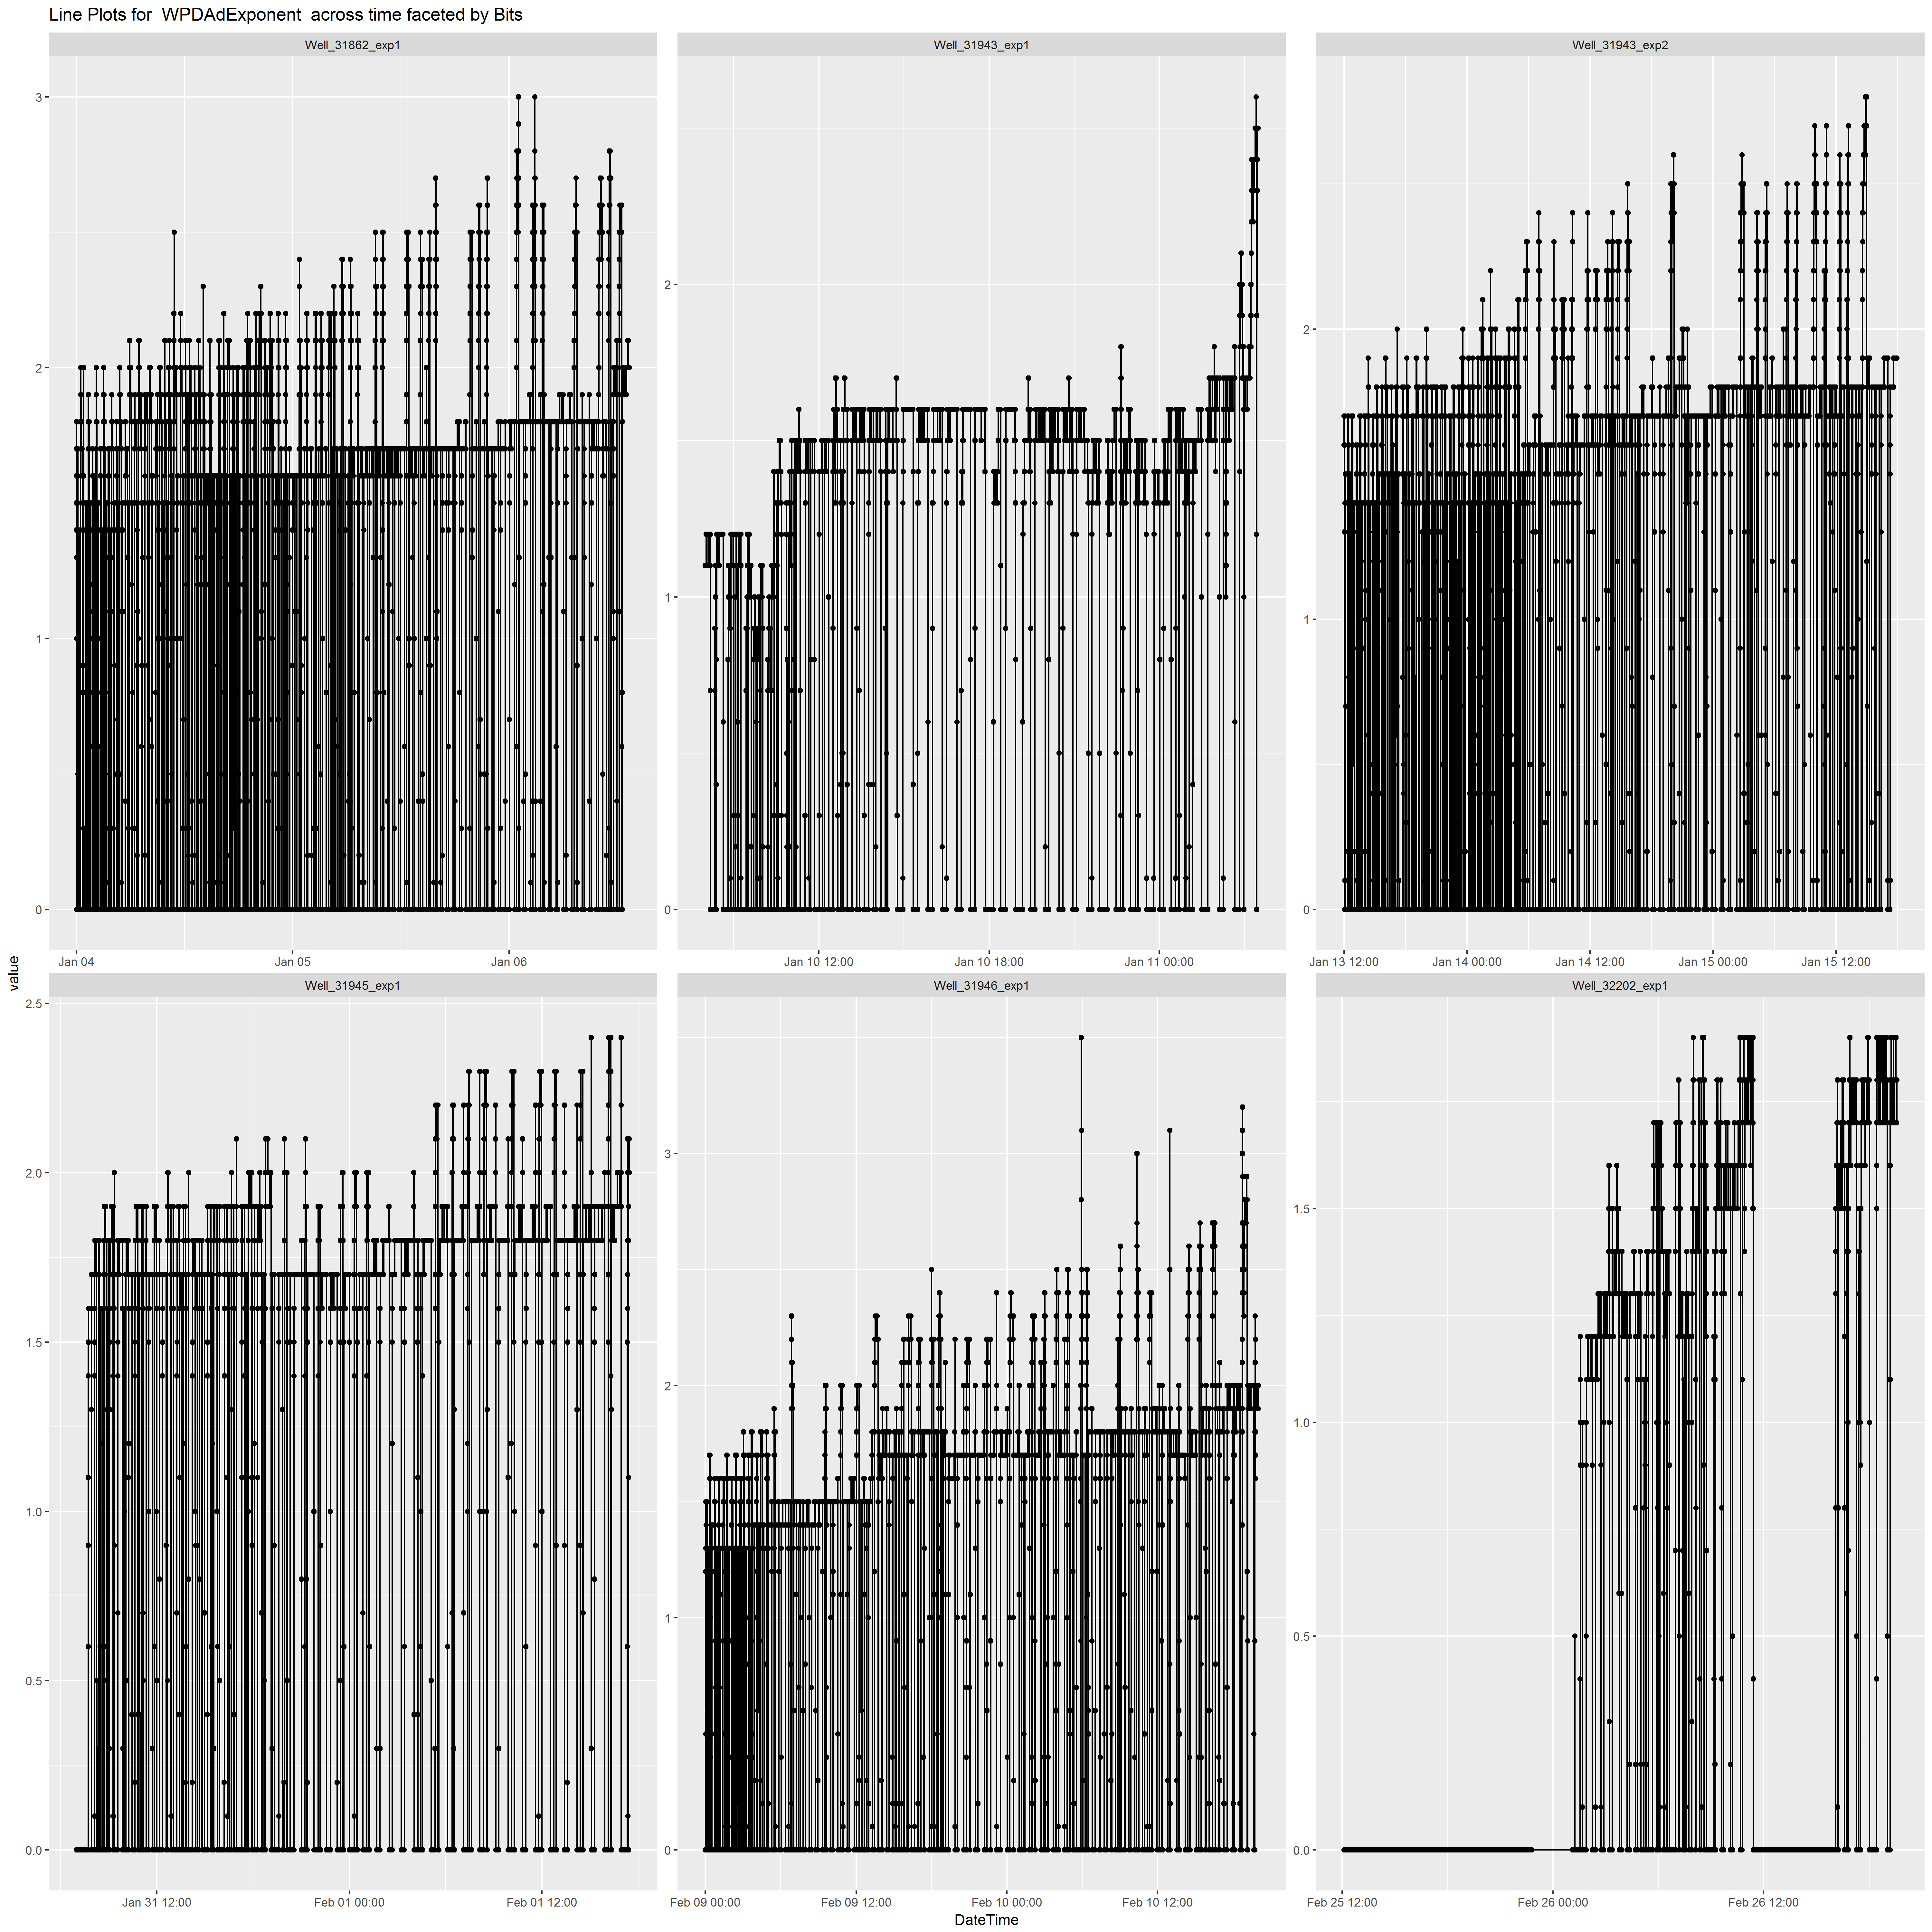 Line Plots for  WPDAdExponent  across time faceted by Bits
Well_31862_exp1
Well_31943_exp1
Well_31943_exp2
3
2
1
0
2
1
0
2
1
0
Jan 04
Jan 05
Jan 06
Jan 10 12:00
Jan 10 18:00
Jan 11 00:00
Jan 13 12:00
Jan 14 00:00
Jan 14 12:00
Jan 15 00:00
Jan 15 12:00
value
Well_31945_exp1
Well_31946_exp1
Well_32202_exp1
2.5
2.0
1.5
1.0
0.5
0.0
3
2
1
0
1.5
1.0
0.5
0.0
Jan 31 12:00
Feb 01 00:00
Feb 01 12:00
Feb 09 00:00
Feb 09 12:00
Feb 10 00:00
Feb 10 12:00
Feb 25 12:00
Feb 26 00:00
Feb 26 12:00
DateTime